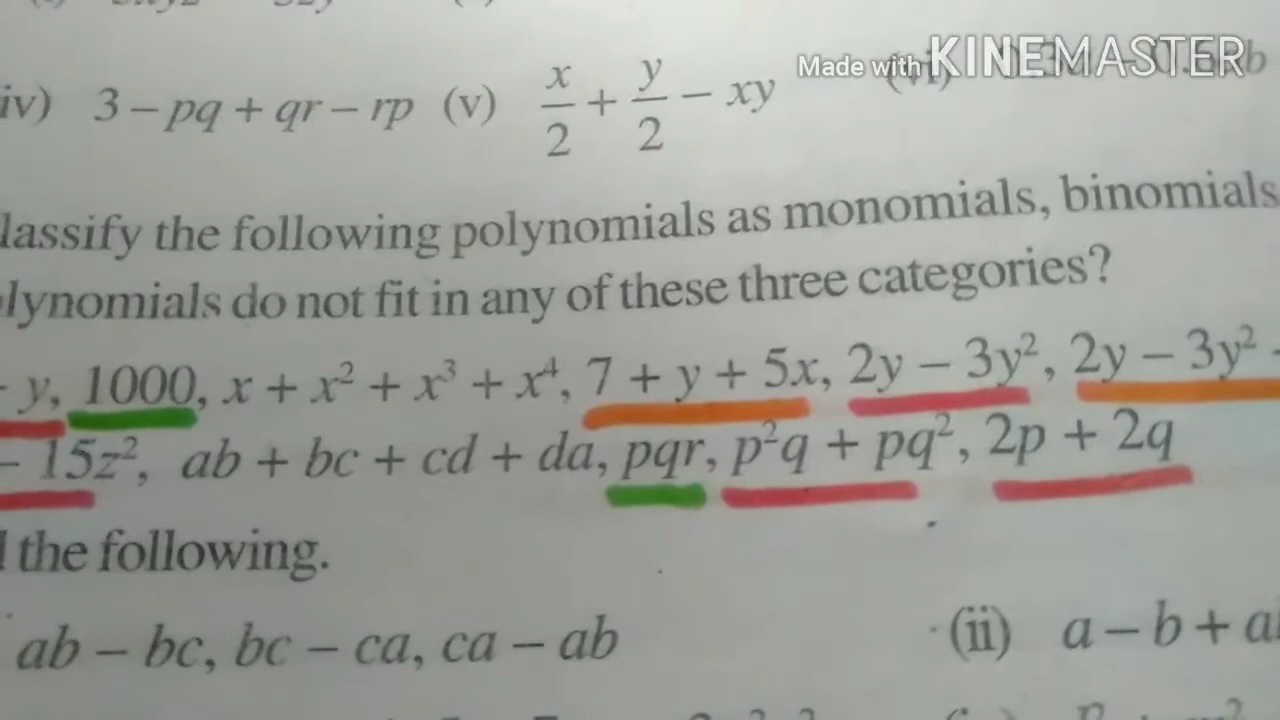 iv) 3 – pq + qr – rp (v) x/2 + y/2 – xy (vi)
Made with KINEMASTER
lassify the following polynomials as monomials, binomials
lynomials do not fit in any of these three categories?
– y, 1000, x + x² + x³ + x⁴, 7 + y + 5x, 2y – 3y², 2y – 3y²
– 15z², ab + bc + cd + da, pqr, p²q + pq², 2p + 2q
the following.
ab – bc, bc – ca, ca – ab (ii) a – b + a